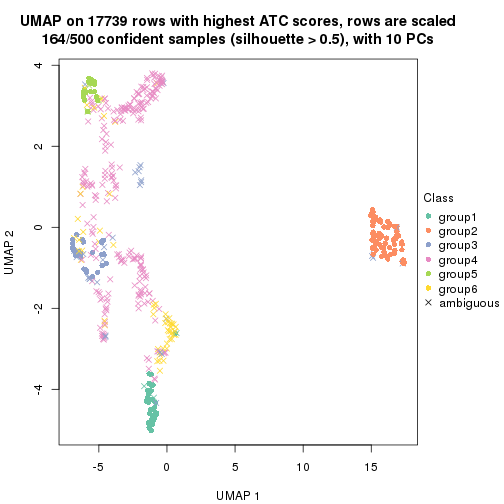 UMAP on 17739 rows with highest ATC scores, rows are scaled
164/500 confident samples (silhouette > 0.5), with 10 PCs
4
2
0
-2
-4
UMAP 2
-5
0
5
10
15
UMAP 1
Class
group1
group2
group3
group4
group5
group6
ambiguous